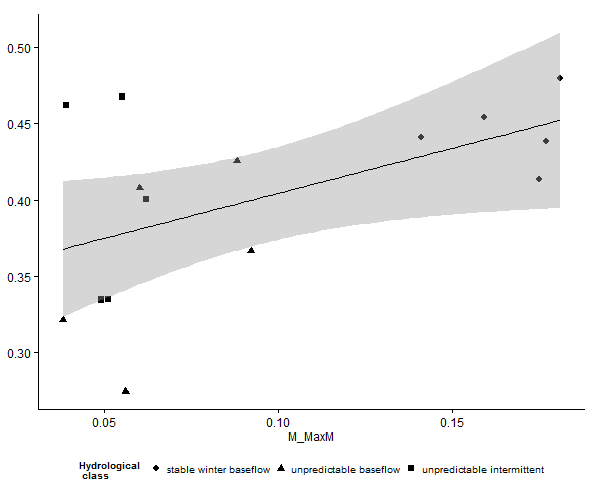 0.50
0.45
0.40
0.35
0.30
0.05 0.10 0.15
M_MaxM
Hydrological
class
stable winter baseflow unpredictable baseflow unpredictable intermittent